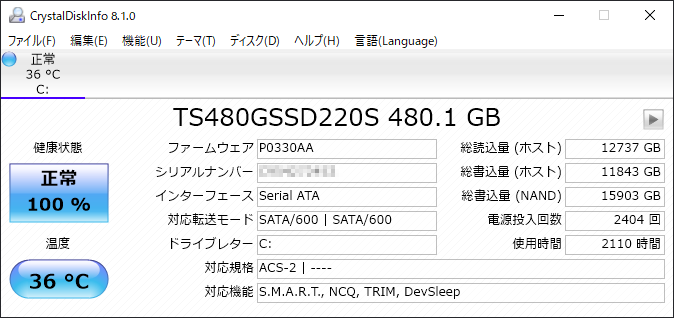 CrystalDiskInfo 8.1.0
ファイル(F) 編集(E) 機能(U) テーマ(T) ディスク(D) ヘルプ(H) 言語(Language)
正常
36 °C
C:
TS480GSSD220S 480.1 GB
健康状態
正常
100 %
温度
36 °C
ファームウェア P0330AA
シリアルナンバー
インターフェース Serial ATA
対応転送モード SATA/600 | SATA/600
ドライブレター C:
対応規格 ACS-2 | ----
対応機能 S.M.A.R.T., NCQ, TRIM, DevSleep
総読込量 (ホスト) 12737 GB
総書込量 (ホスト) 11843 GB
総書込量 (NAND) 15903 GB
電源投入回数 2404 回
使用時間 2110 時間